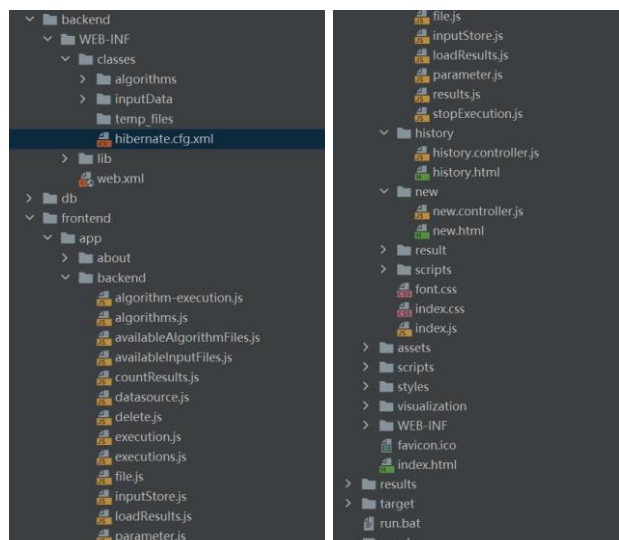 backend
WEB-INF
classes
algorithms
inputData
temp_files
hibernate.cfg.xml
lib
web.xml
db
frontend
app
about
backend
algorithm-execution.js
algorithms.js
availableAlgorithmFiles.js
availableInputFiles.js
countResults.js
datasource.js
delete.js
execution.js
executions.js
file.js
inputStore.js
loadResults.js
parameter.js
file.js
inputStore.js
loadResults.js
parameter.js
results.js
stopExecution.js
history
history.controller.js
history.html
new
new.controller.js
new.html
result
scripts
font.css
index.css
index.js
assets
scripts
styles
visualization
WEB-INF
favicon.ico
index.html
results
target
run.bat